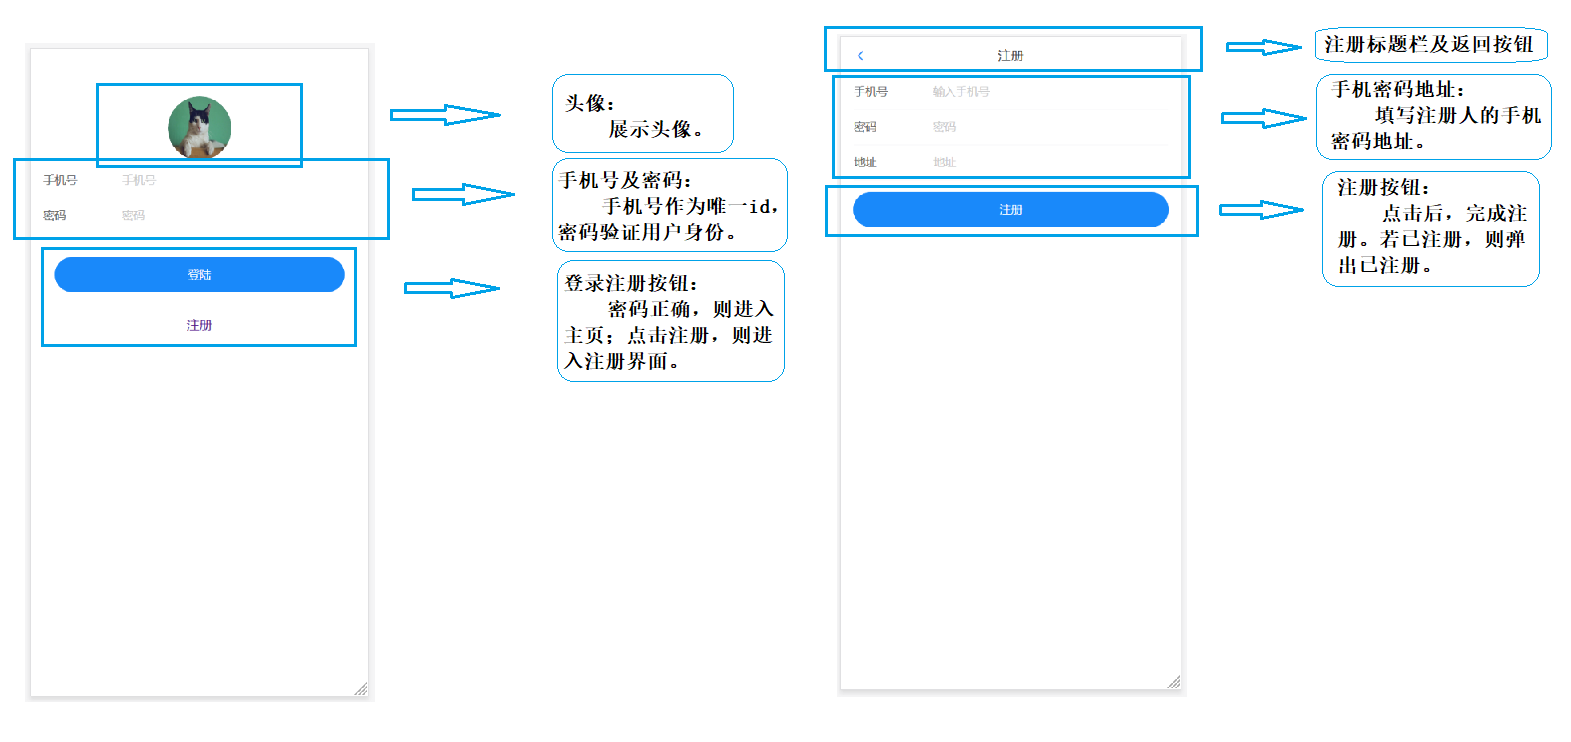 手机号 手机号
密码 密码
登陆
注册
头像：
展示头像。
手机号及密码：
手机号作为唯一id，
密码验证用户身份。
登录注册按钮：
密码正确，则进入
主页；点击注册，则进
入注册界面。
注册
手机号 输入手机号
密码 密码
地址 地址
注册
注册标题栏及返回按钮
手机密码地址：
填写注册人的手机
密码地址。
注册按钮：
点击后，完成注
册。若已注册，则弹
出已注册。